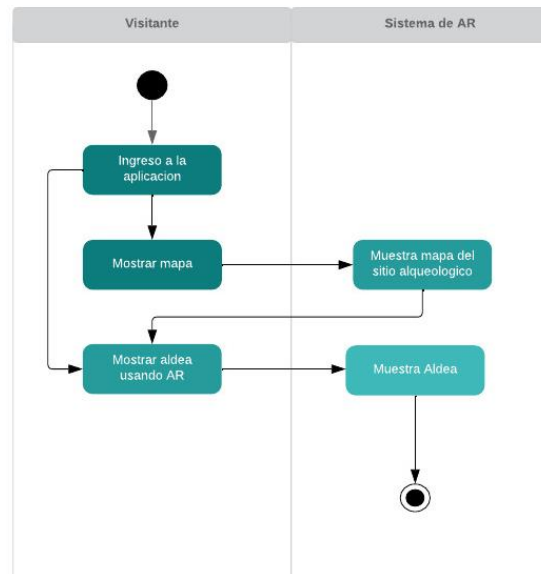 Visitante
Sistema de AR
Ingreso a la
aplicacion
Mostrar mapa
Muestra mapa del
sitio alqueologico
Mostrar aldea
usando AR
Muestra Aldea